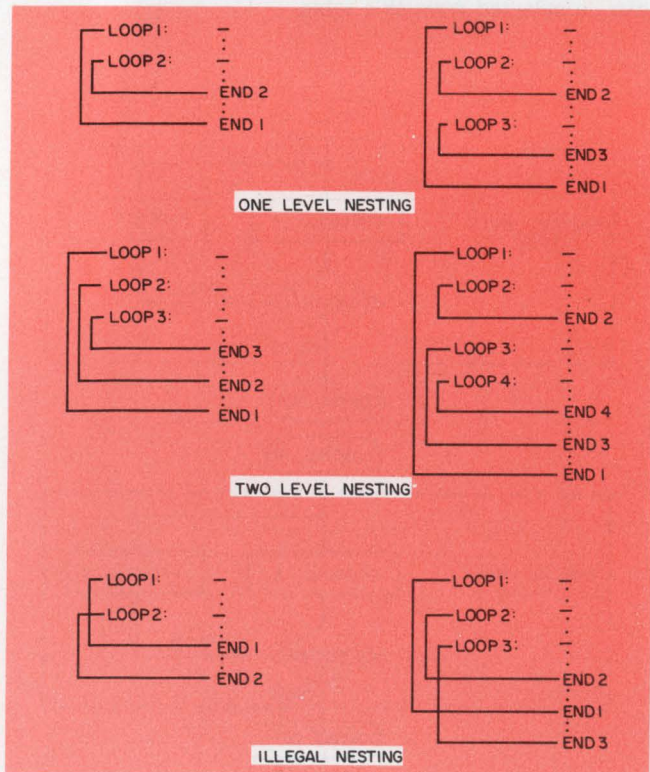 LOOP 1:
LOOP 2:
END 2
END 1
LOOP 1:
LOOP 2:
END 2
LOOP 3:
END 3
END 1
ONE LEVEL NESTING
LOOP 1:
LOOP 2:
LOOP 3:
END 3
END 2
END 1
LOOP 1:
LOOP 2:
END 2
LOOP 3:
LOOP 4:
END 4
END 3
END 1
TWO LEVEL NESTING
LOOP 1:
LOOP 2:
END 1
END 2
LOOP 1:
LOOP 2:
LOOP 3:
END 2
END 1
END 3
ILLEGAL NESTING